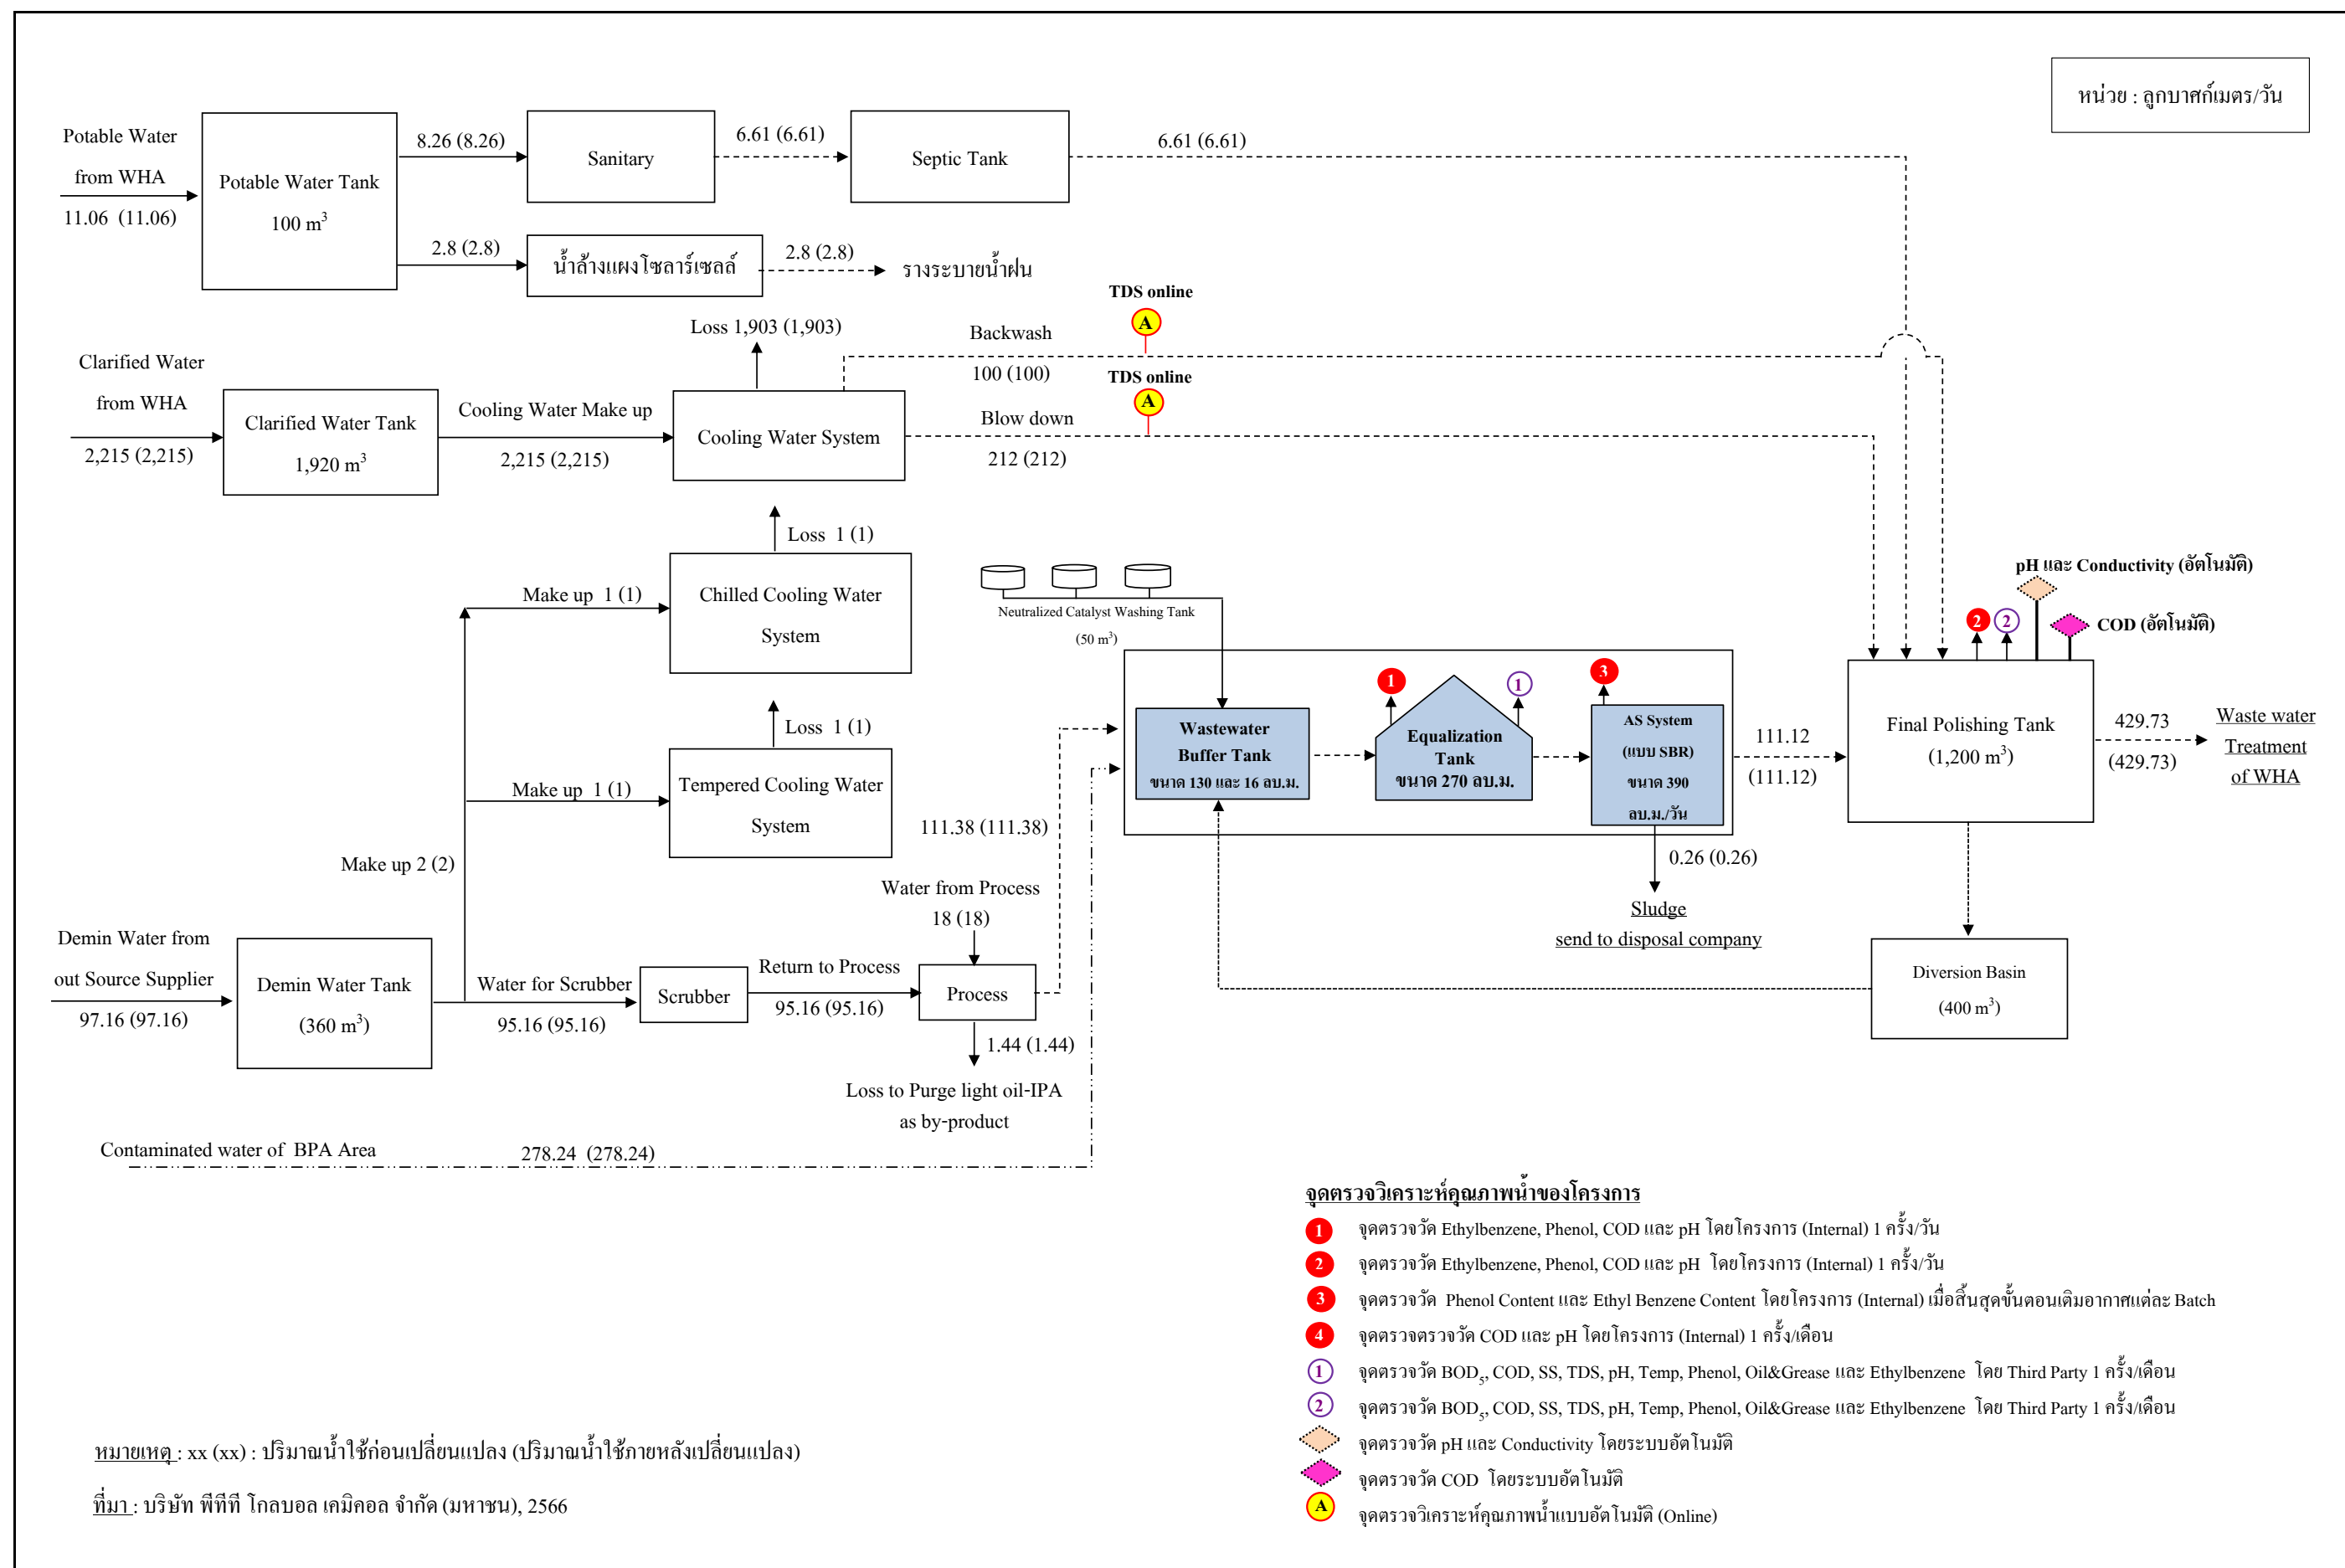 หน่วย : ลูกบาศก์เมตร/วัน
Potable Water
from WHA
11.06 (11.06)
Potable Water Tank
100 m³
8.26 (8.26)
Sanitary
6.61 (6.61)
Septic Tank
6.61 (6.61)
2.8 (2.8)
น้ำล้างแผงโซลาร์เซลล์
2.8 (2.8)
รางระบายน้ำฝน
TDS online
A
Loss 1,903 (1,903)
Backwash
100 (100)
TDS online
A
Clarified Water
from WHA
2,215 (2,215)
Clarified Water Tank
1,920 m³
Cooling Water Make up
2,215 (2,215)
Cooling Water System
Blow down
212 (212)
Loss 1 (1)
Make up 1 (1)
Chilled Cooling Water
System
Loss 1 (1)
Make up 1 (1)
Tempered Cooling Water
System
Make up 2 (2)
Neutralized Catalyst Washing Tank
(50 m³)
Wastewater
Buffer Tank
ขนาด 130 และ 16 ลบ.ม.
1
1
Equalization
Tank
ขนาด 270 ลบ.ม.
3
AS System
(แบบ SBR)
ขนาด 390
ลบ.ม./วัน
111.12
(111.12)
pH และ Conductivity (อัตโนมัติ)
2
2
COD (อัตโนมัติ)
Final Polishing Tank
(1,200 m³)
429.73
(429.73)
Waste water
Treatment
of WHA
0.26 (0.26)
Sludge
send to disposal company
Diversion Basin
(400 m³)
111.38 (111.38)
Water from Process
18 (18)
Demin Water from
out Source Supplier
97.16 (97.16)
Demin Water Tank
(360 m³)
Water for Scrubber
95.16 (95.16)
Scrubber
Return to Process
95.16 (95.16)
Process
1.44 (1.44)
Loss to Purge light oil-IPA
as by-product
Contaminated water of BPA Area
278.24 (278.24)
จุดตรวจวิเคราะห์คุณภาพน้ำของโครงการ
1 จุดตรวจวัด Ethylbenzene, Phenol, COD และ pH โดยโครงการ (Internal) 1 ครั้ง/วัน
2 จุดตรวจวัด Ethylbenzene, Phenol, COD และ pH โดยโครงการ (Internal) 1 ครั้ง/วัน
3 จุดตรวจวัด Phenol Content และ Ethyl Benzene Content โดยโครงการ (Internal) เมื่อสิ้นสุดขั้นตอนเติมอากาศแต่ละ Batch
4 จุดตรวจตรวจวัด COD และ pH โดยโครงการ (Internal) 1 ครั้ง/เดือน
1 จุดตรวจวัด BOD₅, COD, SS, TDS, pH, Temp, Phenol, Oil&Grease และ Ethylbenzene โดย Third Party 1 ครั้ง/เดือน
2 จุดตรวจวัด BOD₅, COD, SS, TDS, pH, Temp, Phenol, Oil&Grease และ Ethylbenzene โดย Third Party 1 ครั้ง/เดือน
จุดตรวจวัด pH และ Conductivity โดยระบบอัตโนมัติ
จุดตรวจวัด COD โดยระบบอัตโนมัติ
A จุดตรวจวิเคราะห์คุณภาพน้ำแบบอัตโนมัติ (Online)
หมายเหตุ : xx (xx) : ปริมาณน้ำใช้ก่อนเปลี่ยนแปลง (ปริมาณน้ำใช้ภายหลังเปลี่ยนแปลง)
ที่มา : บริษัท พีทีที โกลบอล เคมิคอล จำกัด (มหาชน), 2566